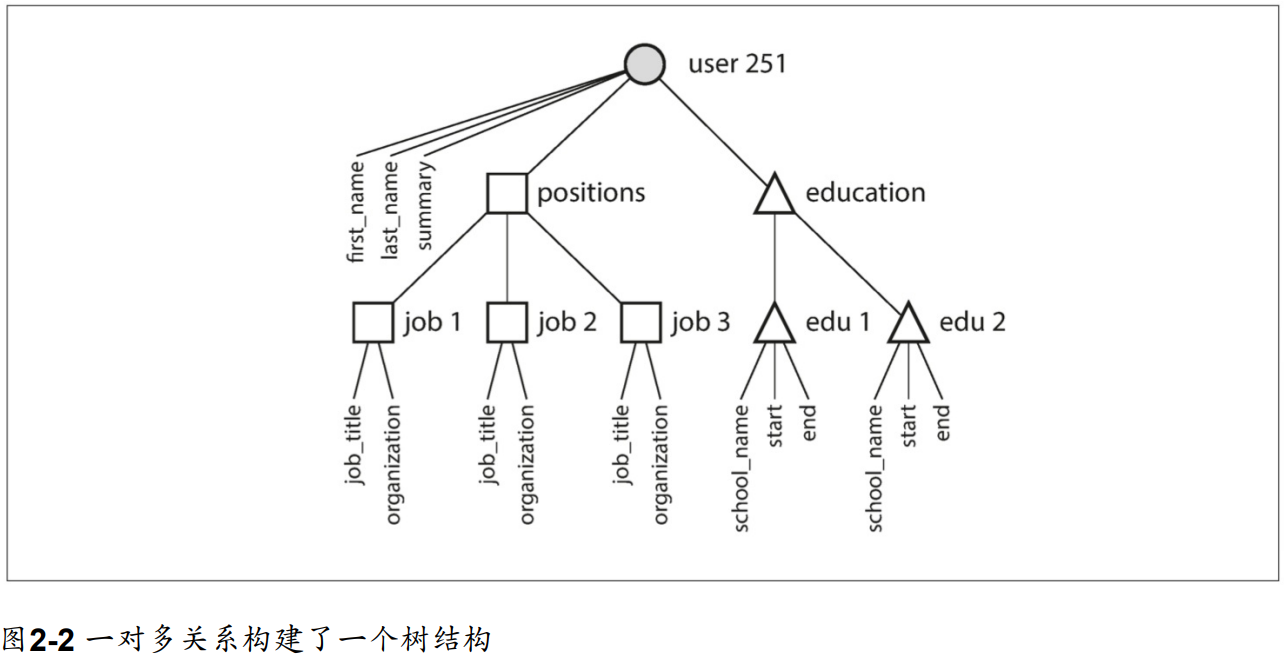 user 251
first_name
last_name
summary
positions
education
job 1
job 2
job 3
edu 1
edu 2
job_title
organization
job_title
organization
job_title
organization
school_name
start
end
school_name
start
end
图2-2 一对多关系构建了一个树结构